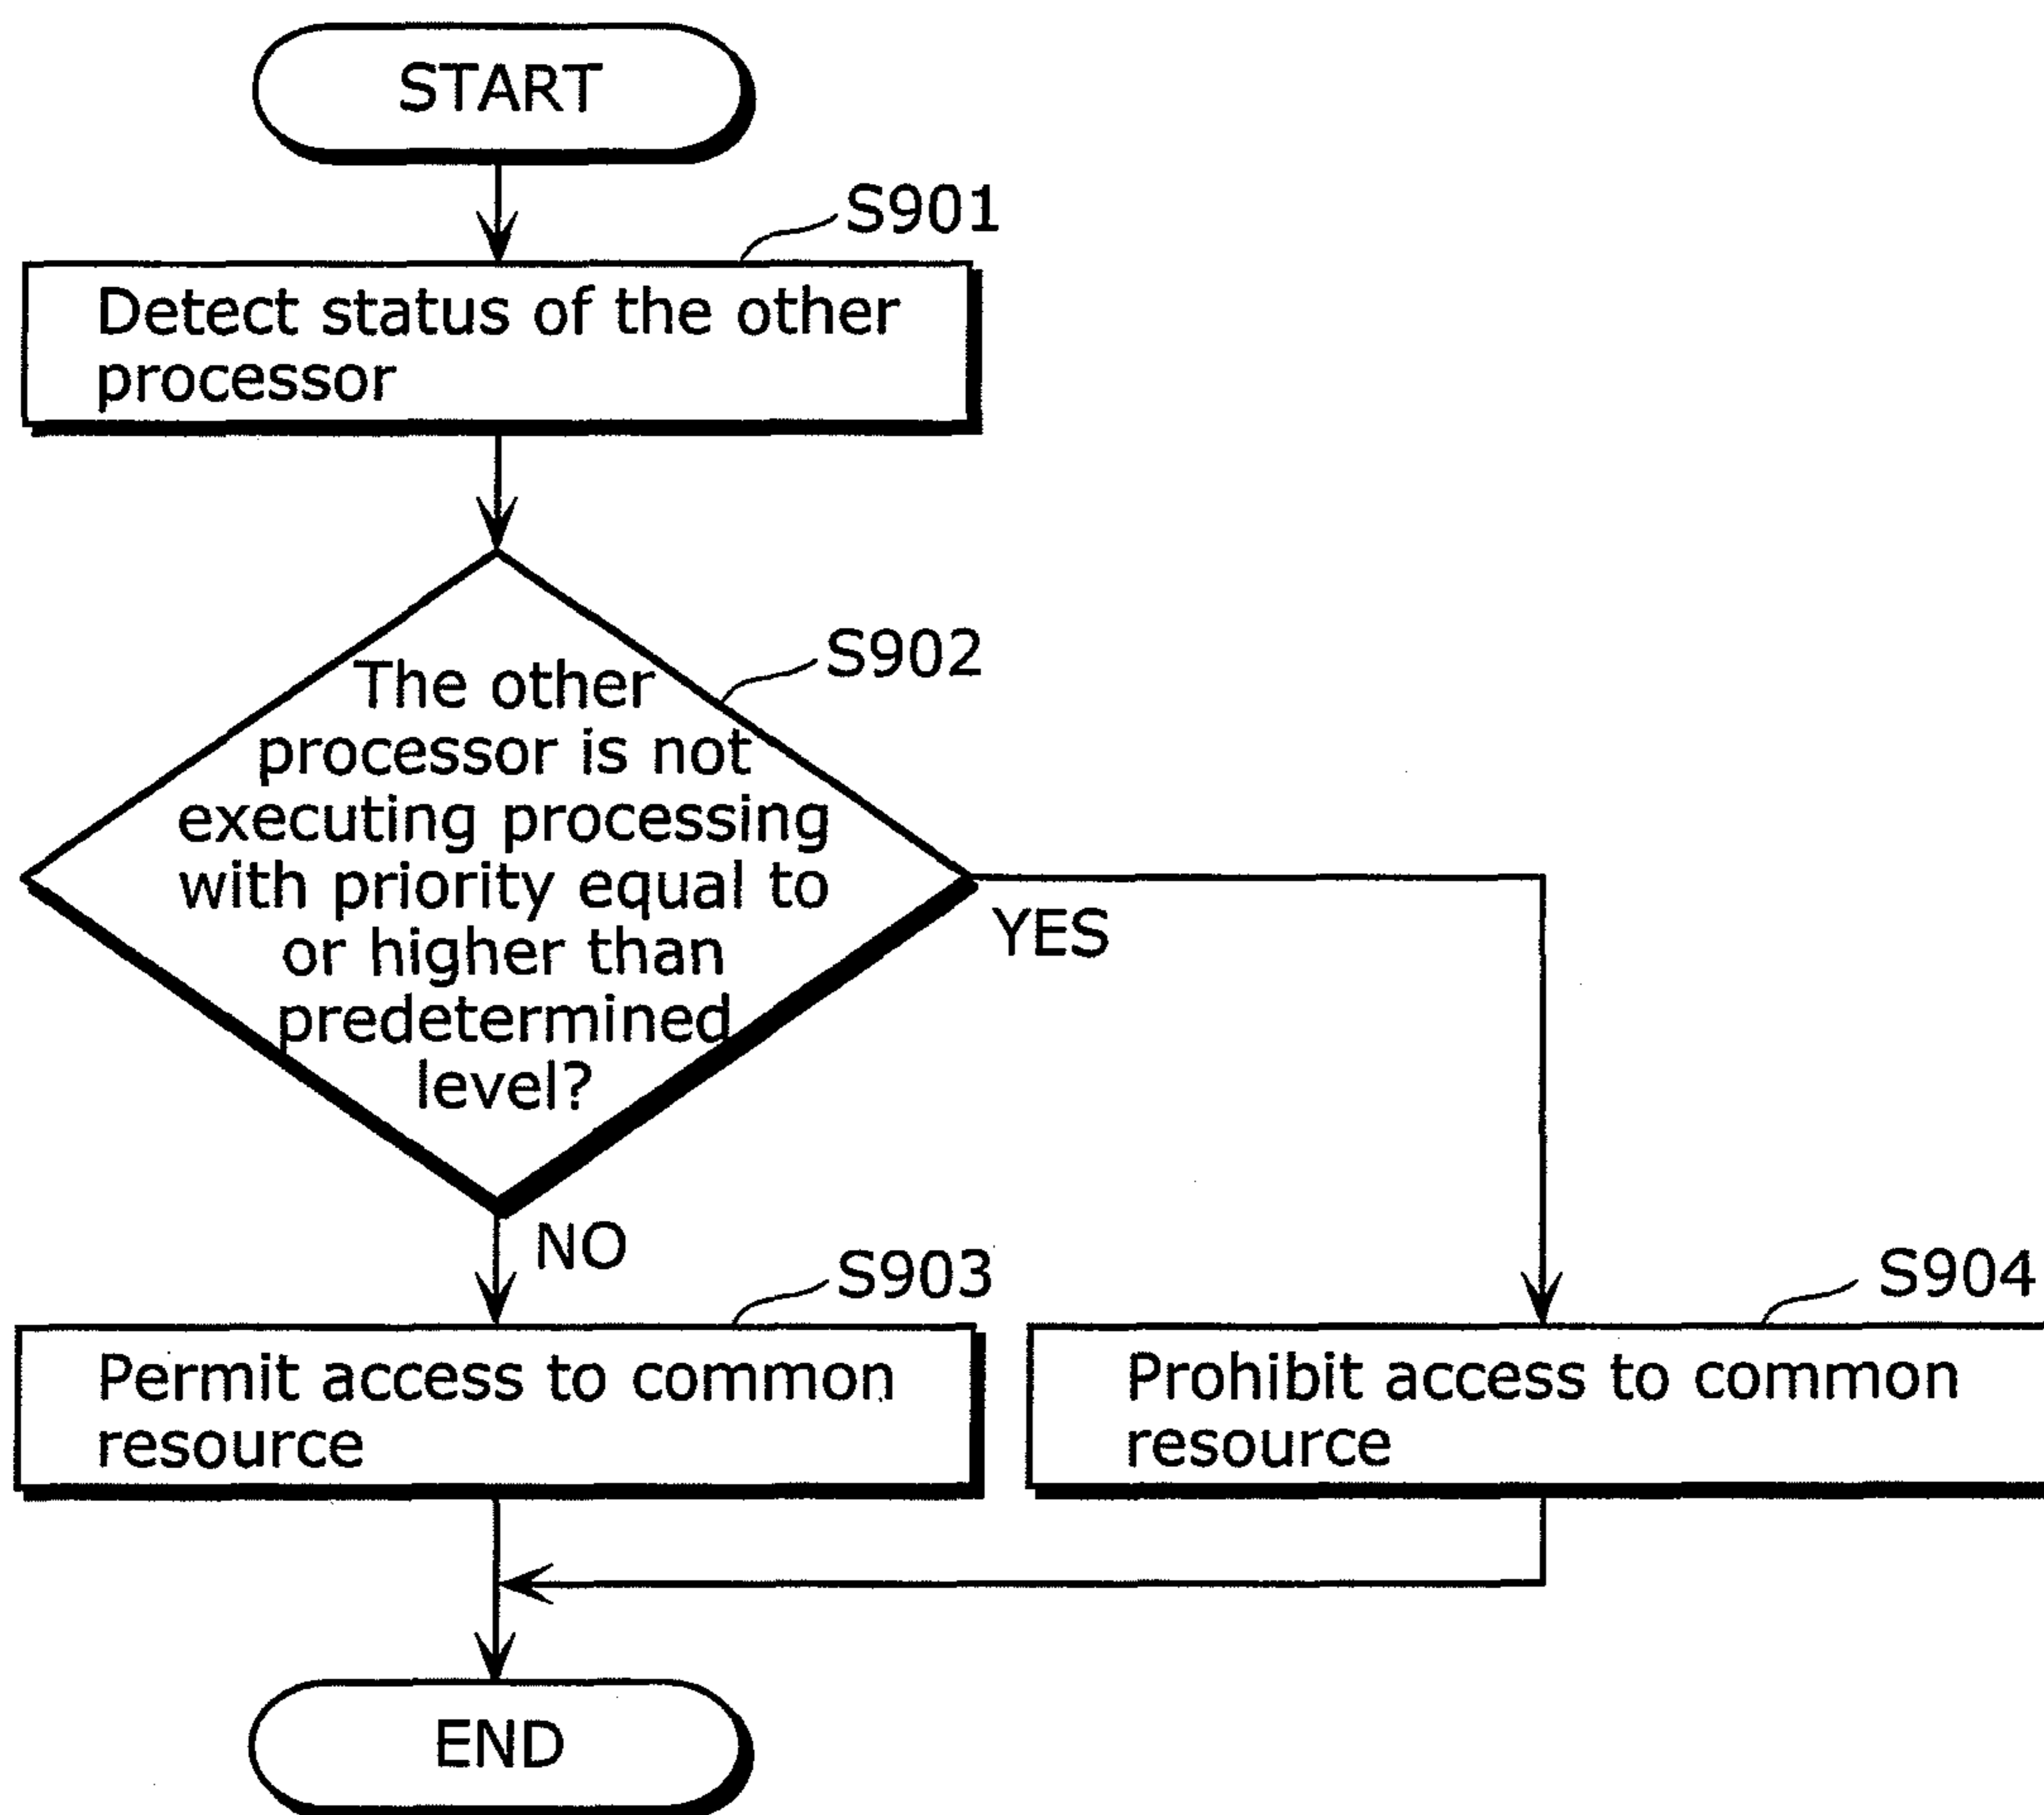 START
S901
Detect status of the other
processor
S902
The other
processor is not
executing processing
with priority equal to
or higher than
predetermined
level?
YES
NO
S903
Permit access to common
resource
S904
Prohibit access to common
resource
END